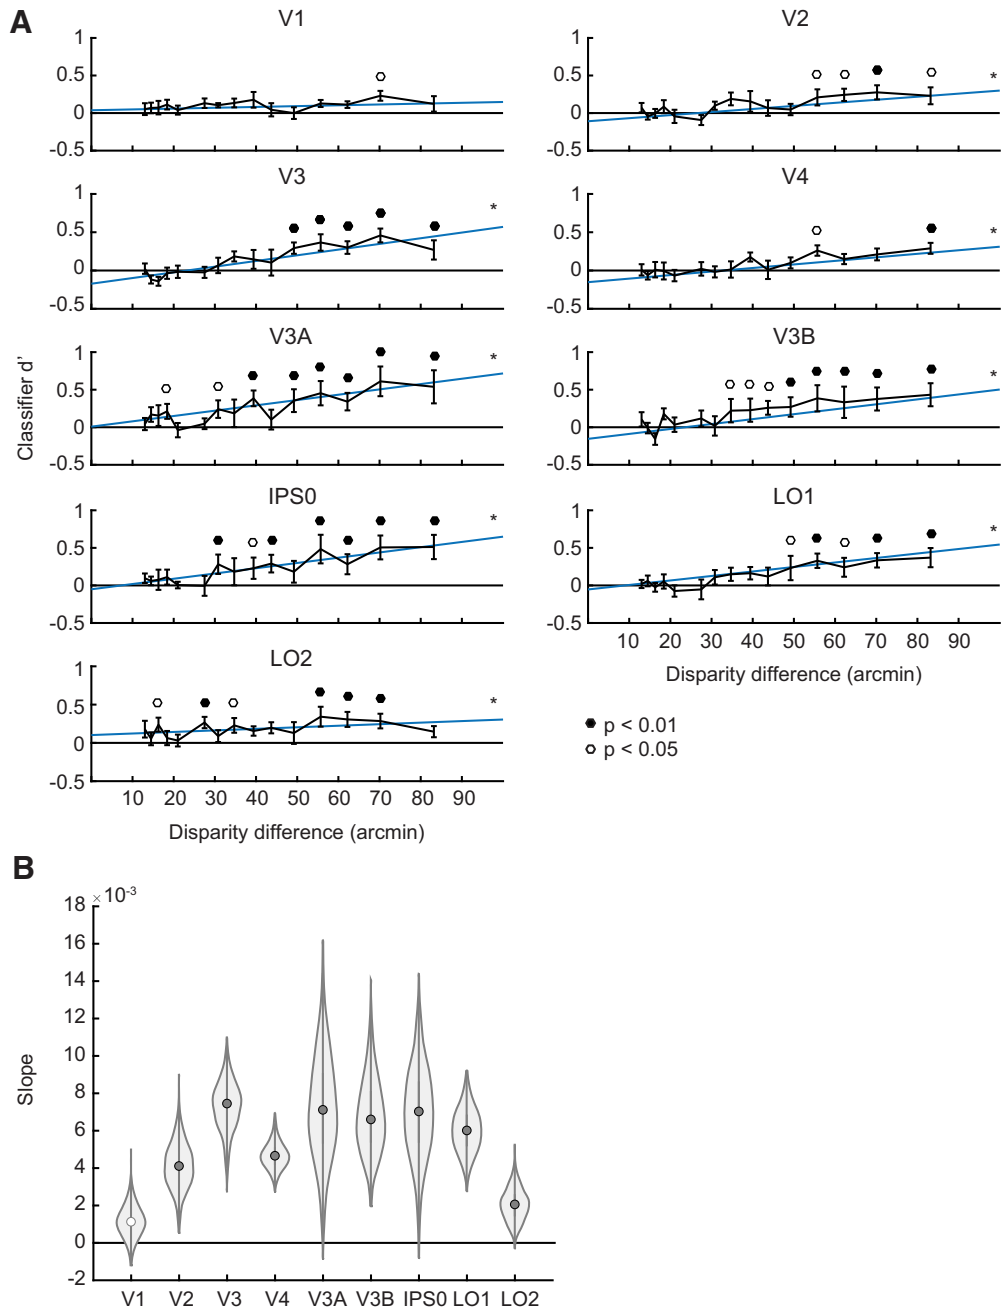 A
V1
V2
1
0.5
0
-0.5
1
0.5
0
-0.5
*
V3
V4
1
0.5
0
-0.5
*
1
0.5
0
-0.5
*
V3A
V3B
1
0.5
0
-0.5
*
1
0.5
0
-0.5
*
Classifier d'
IPS0
LO1
1
0.5
0
-0.5
*
1
0.5
0
-0.5
*
10 20 30 40 50 60 70 80 90
Disparity difference (arcmin)
LO2
1
0.5
0
-0.5
*
10 20 30 40 50 60 70 80 90
Disparity difference (arcmin)
p < 0.01
p < 0.05
B
×10-3
18
16
14
12
10
8
6
4
2
0
-2
Slope
V1 V2 V3 V4 V3A V3B IPS0 LO1 LO2